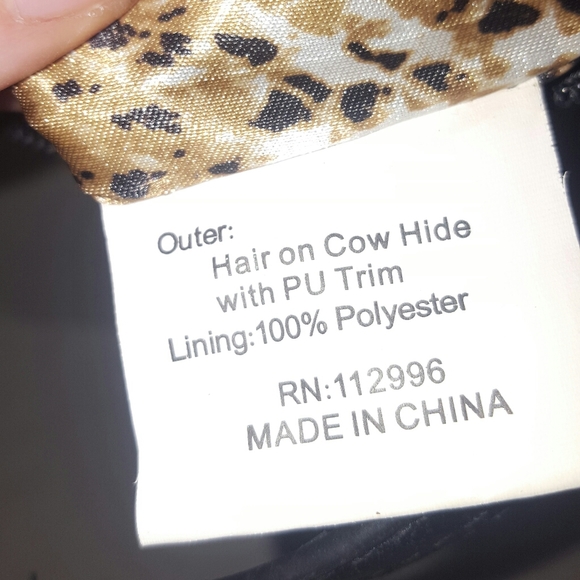 Outer:
Hair on Cow Hide
with PU Trim
Lining:100% Polyester
RN:112996
MADE IN CHINA